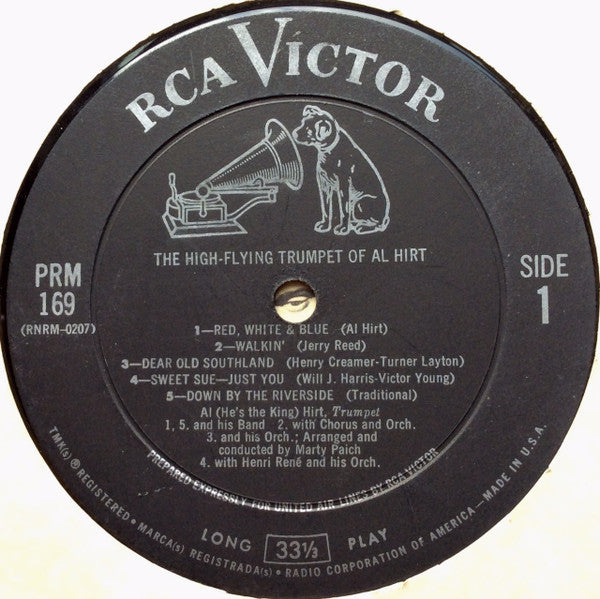 RCA VICTOR
THE HIGH-FLYING TRUMPET OF AL HIRT
PRM
169
(RNRM-0207)
SIDE
1
1—RED, WHITE & BLUE (Al Hirt)
2—WALKIN' (Jerry Reed)
3—DEAR OLD SOUTHLAND (Henry Creamer-Turner Layton)
4—SWEET SUE—JUST YOU (Will J. Harris-Victor Young)
5—DOWN BY THE RIVERSIDE (Traditional)
Al (He's the King) Hirt, Trumpet
1, 5. and his Band 2. with Chorus and Orch.
3. and his Orch.; Arranged and
conducted by Marty Paich
4. with Henri René and his Orch.
PREPARED EXPRESSLY FOR UNITED AIR LINES BY RCA VICTOR
LONG 33⅓ PLAY
TMK(s) ® REGISTERED • MARCA(s) REGISTRADA(s) • RADIO CORPORATION OF AMERICA—MADE IN U.S.A.